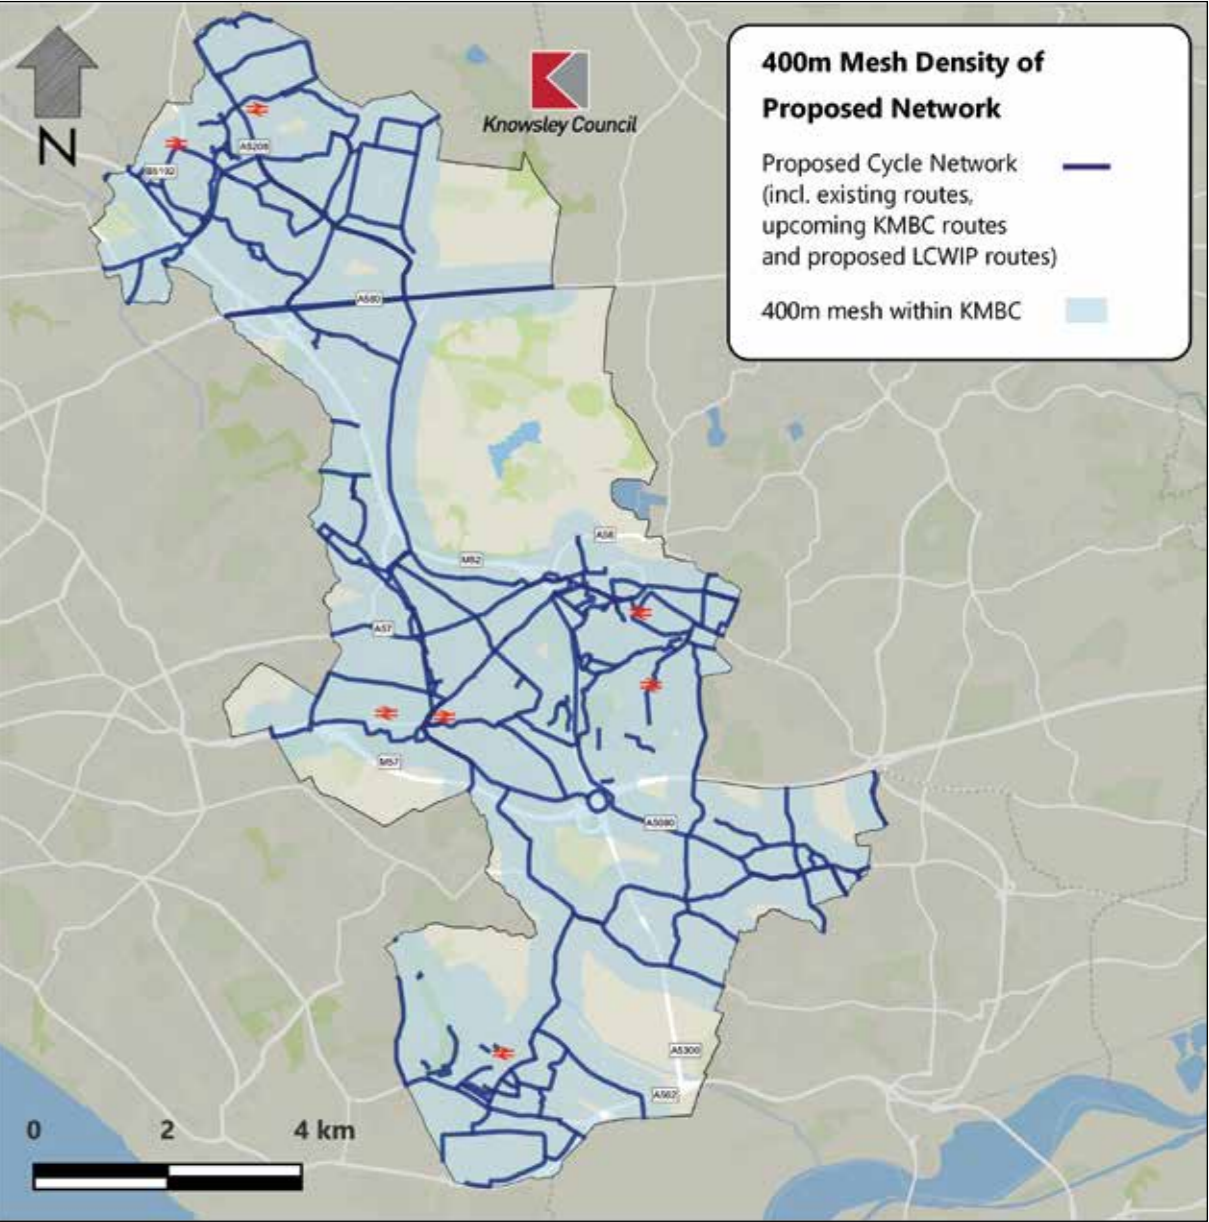 400m Mesh Density of
Proposed Network
Proposed Cycle Network
(incl. existing routes,
upcoming KMBC routes
and proposed LCWIP routes)
400m mesh within KMBC
Knowsley Council
N
A5208
B5192
A580
A58
M62
A57
M57
A5080
A5300
A562
0 2 4 km